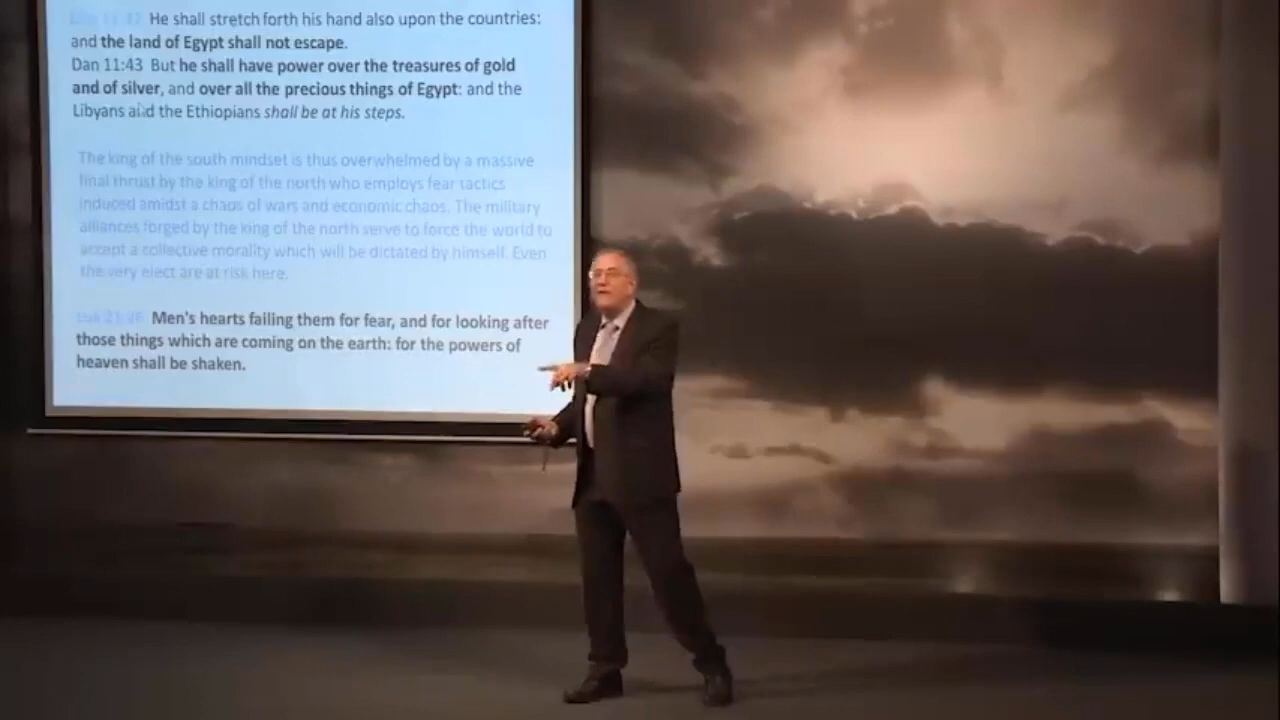 He shall stretch forth his hand also upon the countries:
and the land of Egypt shall not escape.
Dan 11:43 But he shall have power over the treasures of gold
and of silver, and over all the precious things of Egypt: and the
Libyans and the Ethiopians shall be at his steps.
The king of the south mindset is thus overwhelmed by a massive
final thrust by the king of the north who employs fear tactics
induced amidst a chaos of wars and economic chaos. The military
alliances forged by the king of the north serve to force the world to
accept a collective morality which will be dictated by himself. Even
the very elect are at risk here.
Men's hearts failing them for fear, and for looking after
those things which are coming on the earth: for the powers of
heaven shall be shaken.